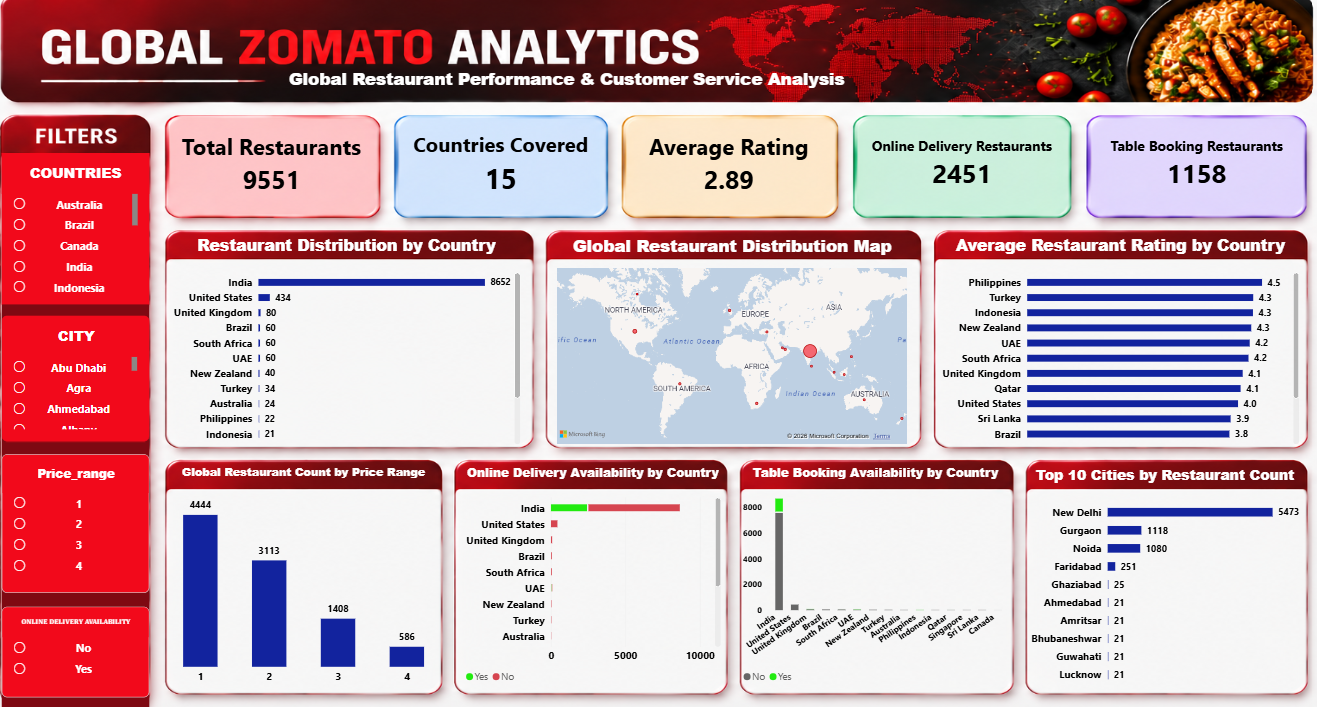 GLOBAL ZOMATO ANALYTICS
Global Restaurant Performance & Customer Service Analysis
FILTERS
COUNTRIES
Australia
Brazil
Canada
India
Indonesia
CITY
Abu Dhabi
Agra
Ahmedabad
Albany
Price_range
1
2
3
4
ONLINE DELIVERY AVAILABILITY
No
Yes
Total Restaurants
9551
Countries Covered
15
Average Rating
2.89
Online Delivery Restaurants
2451
Table Booking Restaurants
1158
Restaurant Distribution by Country
India 8652
United States 434
United Kingdom 80
Brazil 60
South Africa 60
UAE 60
New Zealand 40
Turkey 34
Australia 24
Philippines 22
Indonesia 21
Global Restaurant Distribution Map
NORTH AMERICA
EUROPE
ASIA
ific Ocean
Atlantic Ocean
Pa
AFRICA
SOUTH AMERICA
Indian Ocean
AUSTRALIA
Microsoft Bing
© 2026 Microsoft Corporation Terms
Average Restaurant Rating by Country
Philippines 4.5
Turkey 4.3
Indonesia 4.3
New Zealand 4.3
UAE 4.2
South Africa 4.2
United Kingdom 4.1
Qatar 4.1
United States 4.0
Sri Lanka 3.9
Brazil 3.8
Global Restaurant Count by Price Range
4444
3113
1408
586
1 2 3 4
Online Delivery Availability by Country
India
United States
United Kingdom
Brazil
South Africa
UAE
New Zealand
Turkey
Australia
0 5000 10000
Yes No
Table Booking Availability by Country
8000
6000
4000
2000
0
India
United States
United Kingdom
Brazil
South Africa
UAE
New Zealand
Turkey
Australia
Philippines
Indonesia
Qatar
Singapore
Sri Lanka
Canada
No Yes
Top 10 Cities by Restaurant Count
New Delhi 5473
Gurgaon 1118
Noida 1080
Faridabad 251
Ghaziabad 25
Ahmedabad 21
Amritsar 21
Bhubaneshwar 21
Guwahati 21
Lucknow 21